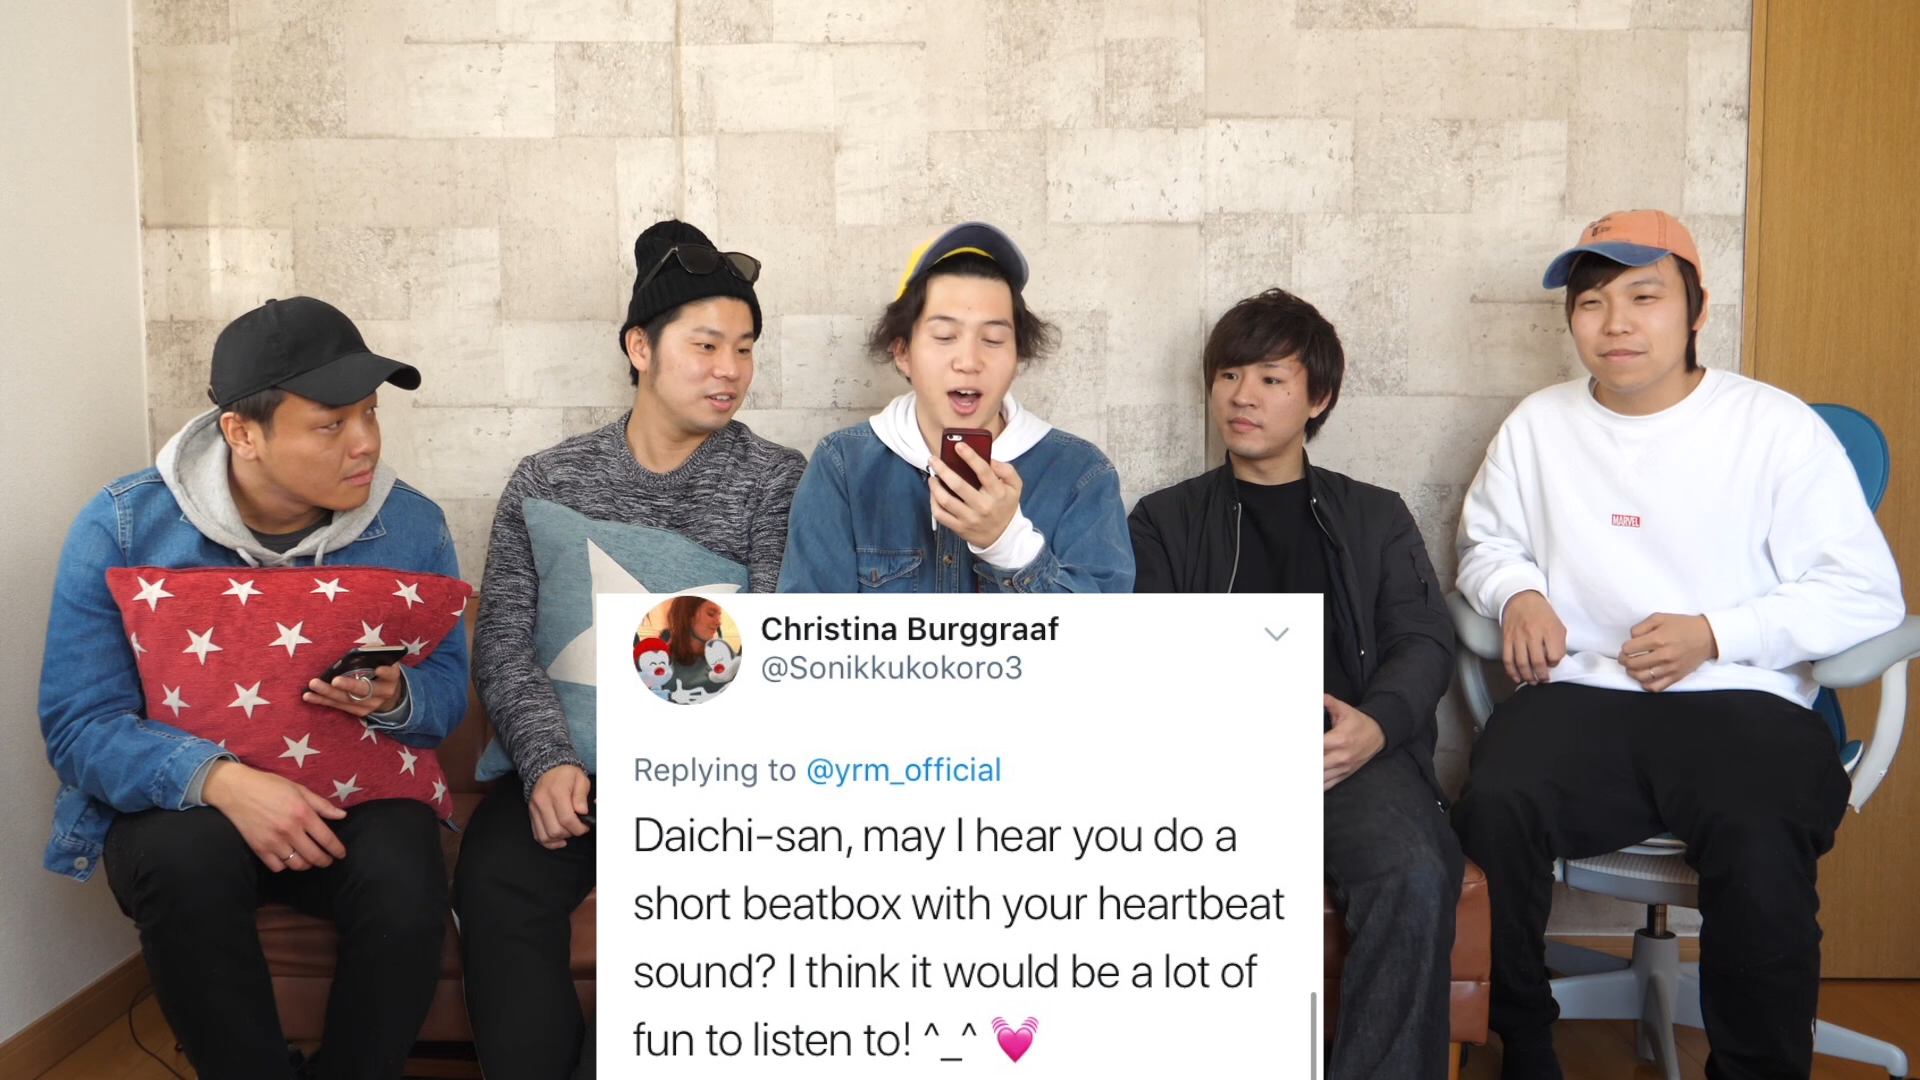 MARVEL
Christina Burggraaf
@Sonikkukokoro3
Replying to @yrm_official
Daichi-san, may I hear you do a
short beatbox with your heartbeat
sound? I think it would be a lot of
fun to listen to! ^_^ 💓